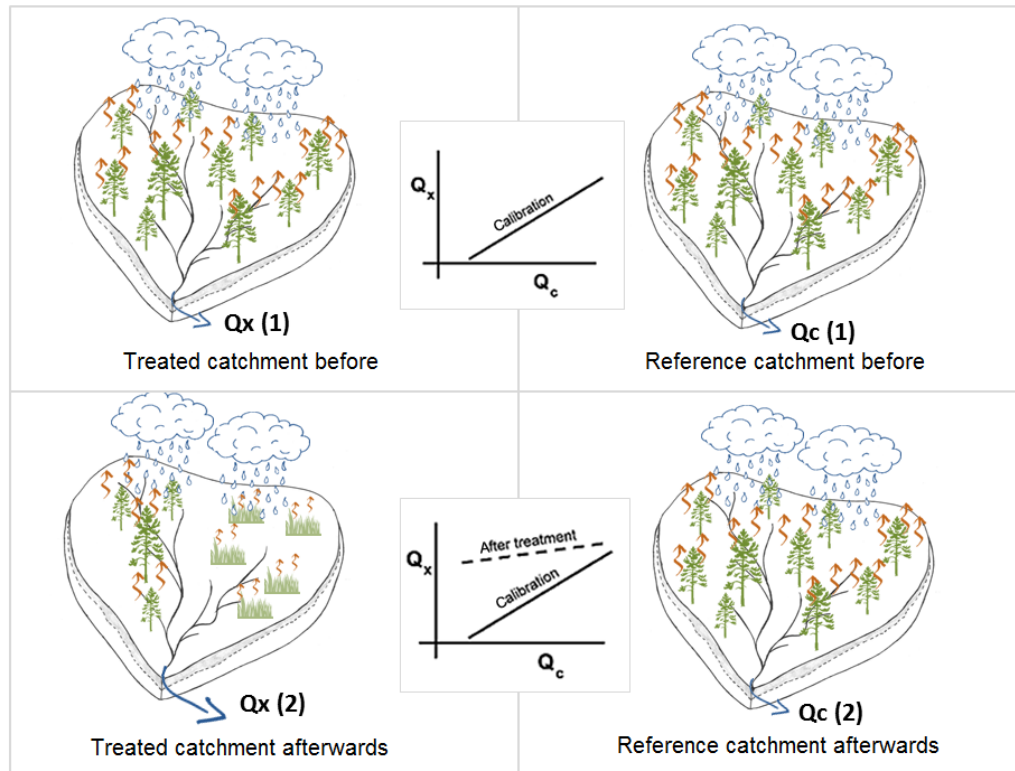 Qx
Calibration
Qc
Qx (1)
Treated catchment before
Qc (1)
Reference catchment before
Qx
After treatment
Calibration
Qc
Qx (2)
Treated catchment afterwards
Qc (2)
Reference catchment afterwards